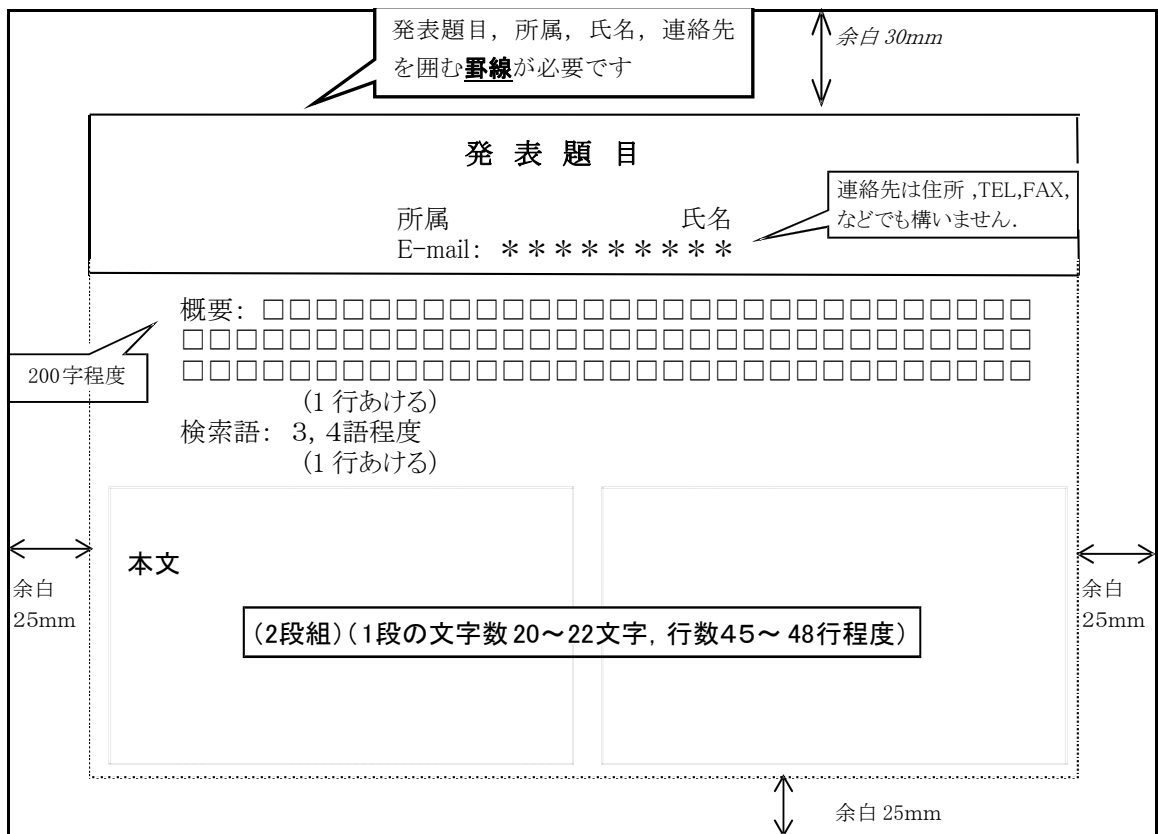 発表題目，所属，氏名，連絡先
を囲む罫線が必要です
余白 30mm
発 表 題 目
連絡先は住所 ,TEL,FAX,
などでも構いません.
所属 氏名
E-mail: ＊＊＊＊＊＊＊＊＊
概要: □□□□□□□□□□□□□□□□□□□□□□□□□□□□□
□□□□□□□□□□□□□□□□□□□□□□□□□□□□□□□□
200字程度
□□□□□□□□□□□□□□□□□□□□□□□□□□□□□□□□
(1 行あける)
検索語: 3, 4語程度
(1 行あける)
本文
余白
25mm
余白
25mm
(2段組)(1段の文字数 20～22文字, 行数45～ 48行程度)
余白 25mm